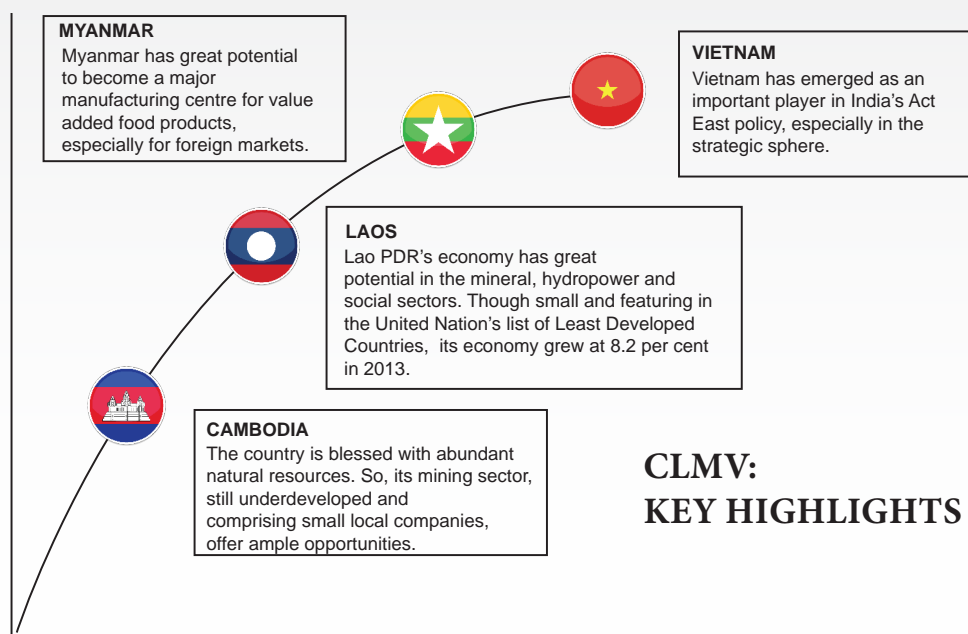 MYANMAR
Myanmar has great potential
to become a major
manufacturing centre for value
added food products,
especially for foreign markets.
VIETNAM
Vietnam has emerged as an
important player in India’s Act
East policy, especially in the
strategic sphere.
LAOS
Lao PDR’s economy has great
potential in the mineral, hydropower and
social sectors. Though small and featuring in
the United Nation’s list of Least Developed
Countries,  its economy grew at 8.2 per cent
in 2013.
CAMBODIA
The country is blessed with abundant
natural resources. So, its mining sector,
still underdeveloped and
comprising small local companies,
offer ample opportunities.
CLMV:
KEY HIGHLIGHTS